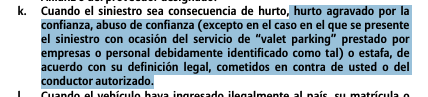 k. Cuando el siniestro sea consecuencia de hurto, hurto agravado por la
confianza, abuso de confianza (excepto en el caso en el que se presente
el siniestro con ocasión del servicio de “valet parking” prestado por
empresas o personal debidamente identificado como tal) o estafa, de
acuerdo con su definición legal, cometidos en contra de usted o del
conductor autorizado.
l. Cuando el vehículo haya ingresado ilegalmente al país, su matrícula o